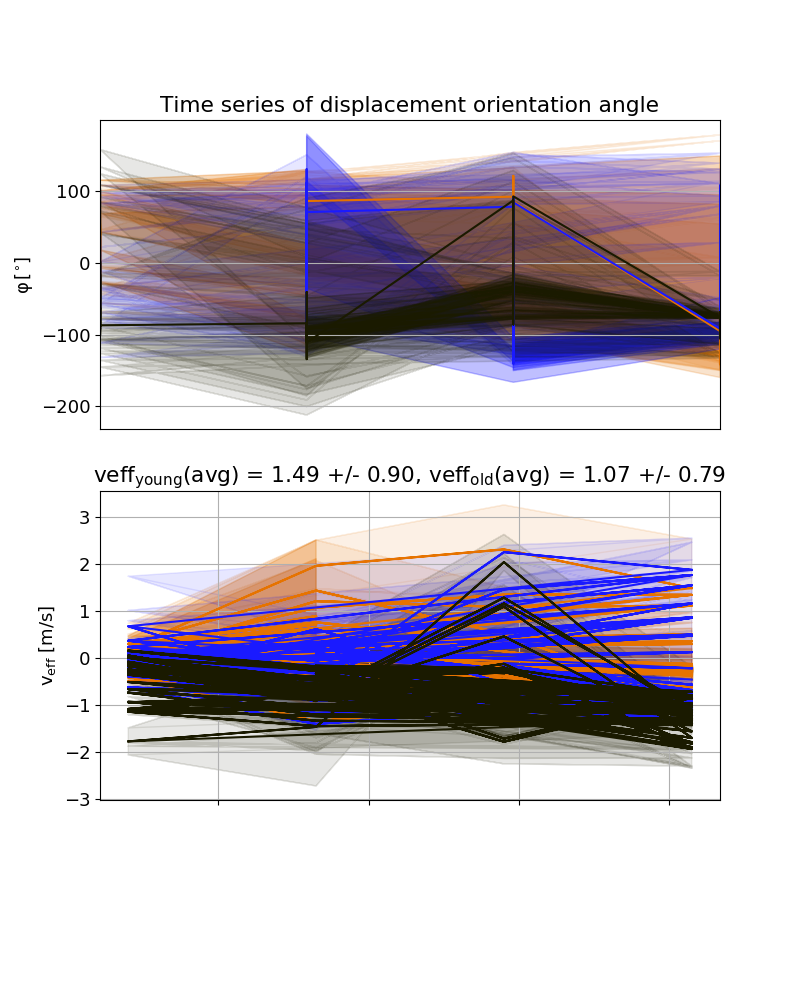 Time series of displacement orientation angle
φ [°]
100
0
−100
−200
veff_young(avg) = 1.49 +/- 0.90, veff_old(avg) = 1.07 +/- 0.79
v_eff [m/s]
3
2
1
0
−1
−2
−3